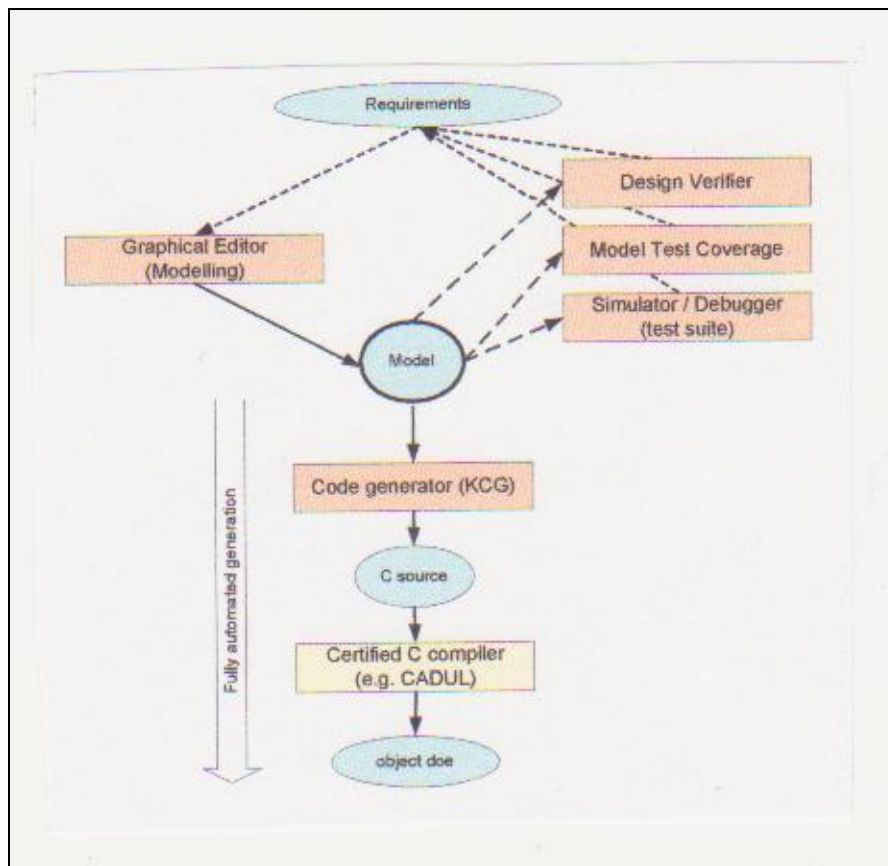 Requirements
Design Verifier
Graphical Editor
(Modelling)
Model Test Coverage
Simulator / Debugger
(test suite)
Model
Code generator (KCG)
C source
Certified C compiler
(e.g. CADUL)
object doe
Fully automated generation